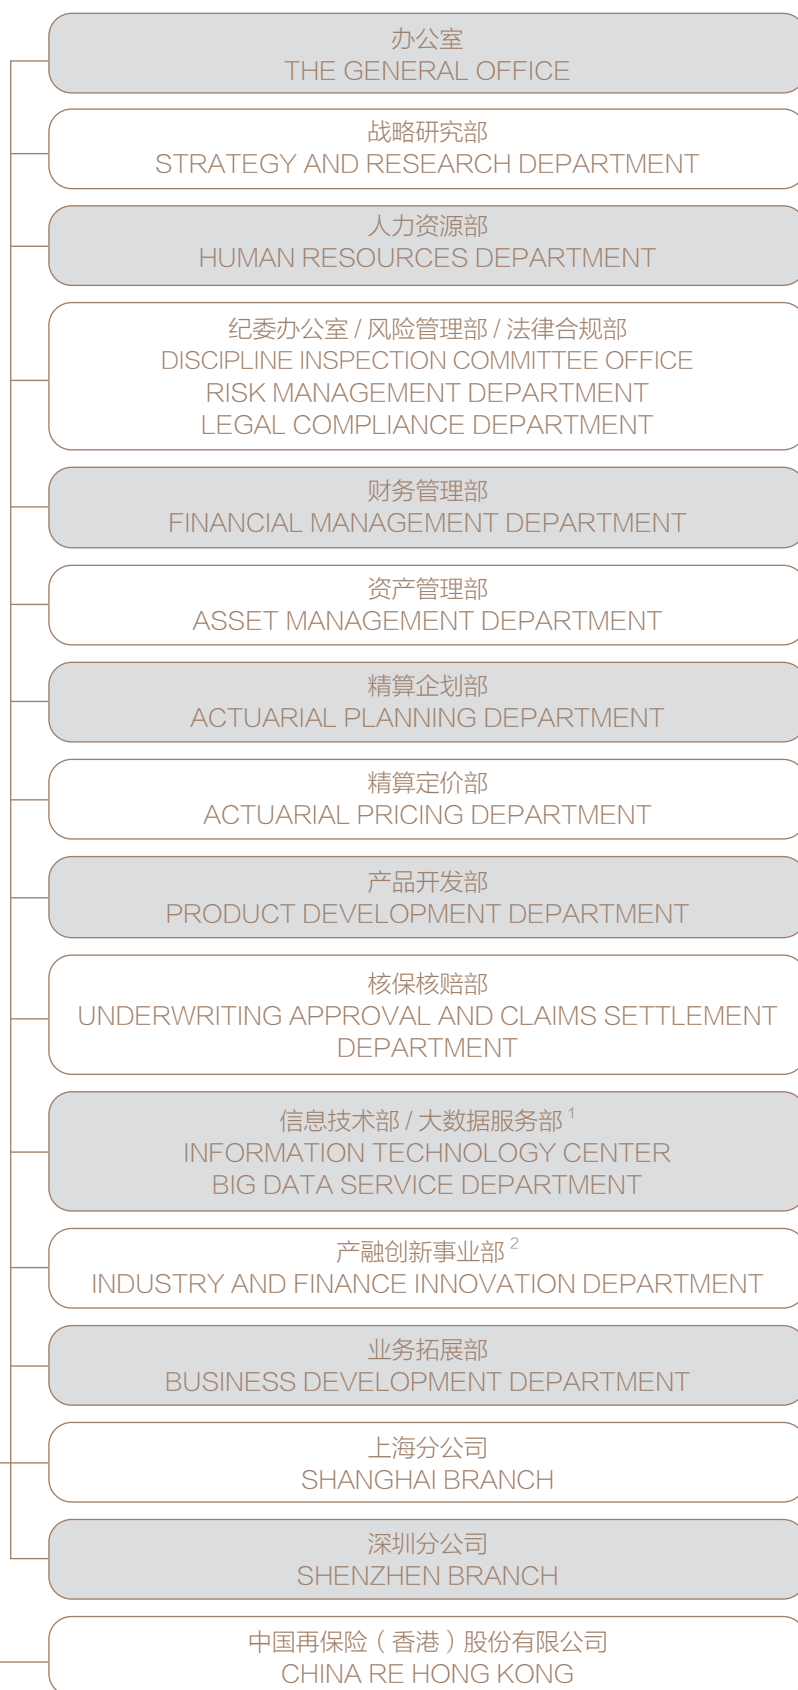 办公室
THE GENERAL OFFICE
战略研究部
STRATEGY AND RESEARCH DEPARTMENT
人力资源部
HUMAN RESOURCES DEPARTMENT
纪委办公室 / 风险管理部 / 法律合规部
DISCIPLINE INSPECTION COMMITTEE OFFICE
RISK MANAGEMENT DEPARTMENT
LEGAL COMPLIANCE DEPARTMENT
财务管理部
FINANCIAL MANAGEMENT DEPARTMENT
资产管理部
ASSET MANAGEMENT DEPARTMENT
精算企划部
ACTUARIAL PLANNING DEPARTMENT
精算定价部
ACTUARIAL PRICING DEPARTMENT
产品开发部
PRODUCT DEVELOPMENT DEPARTMENT
核保核赔部
UNDERWRITING APPROVAL AND CLAIMS SETTLEMENT
DEPARTMENT
信息技术部 / 大数据服务部 1
INFORMATION TECHNOLOGY CENTER
BIG DATA SERVICE DEPARTMENT
产融创新事业部 2
INDUSTRY AND FINANCE INNOVATION DEPARTMENT
业务拓展部
BUSINESS DEVELOPMENT DEPARTMENT
上海分公司
SHANGHAI BRANCH
深圳分公司
SHENZHEN BRANCH
中国再保险（香港）股份有限公司
CHINA RE HONG KONG